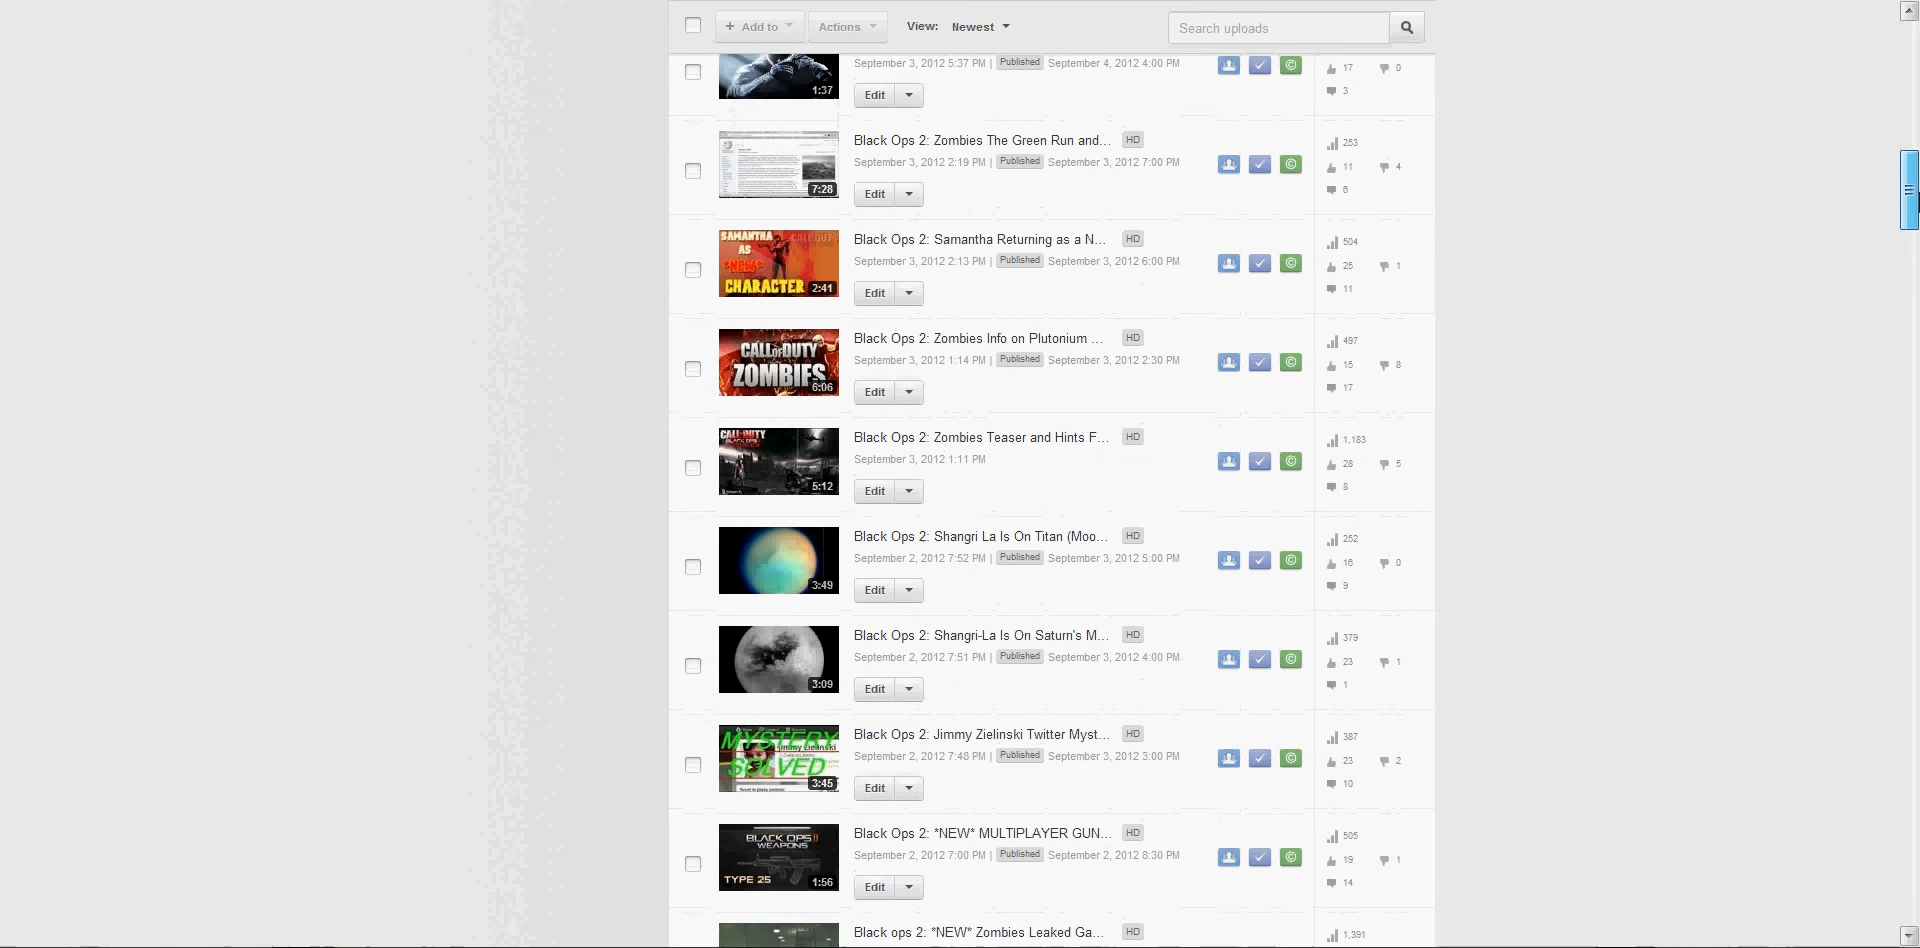 Add to Actions View: Newest Search uploads
1:37 September 3, 2012 5:37 PM | Published September 4, 2012 4:00 PM 17 0
Edit 3
Black Ops 2: Zombies The Green Run and... HD 253
7:28 September 3, 2012 2:19 PM | Published September 3, 2012 7:00 PM 11 4
Edit 6
SAMANTHA AS *NEW* CHARACTER CALL OF DUTY
Black Ops 2: Samantha Returning as a N... HD 504
2:41 September 3, 2012 2:13 PM | Published September 3, 2012 6:00 PM 25 1
Edit 11
CALL OF DUTY ZOMBIES
Black Ops 2: Zombies Info on Plutonium ... HD 497
6:06 September 3, 2012 1:14 PM | Published September 3, 2012 2:30 PM 15 8
Edit 17
CALL OF DUTY BLACK OPS
Black Ops 2: Zombies Teaser and Hints F... HD 1,183
5:12 September 3, 2012 1:11 PM 28 5
Edit 8
Black Ops 2: Shangri La Is On Titan (Moo... HD 252
3:49 September 2, 2012 7:52 PM | Published September 3, 2012 5:00 PM 16 0
Edit 9
Black Ops 2: Shangri-La Is On Saturn's M... HD 379
3:09 September 2, 2012 7:51 PM | Published September 3, 2012 4:00 PM 23 1
Edit 1
MYSTERY Jimmy Zielinski SOLVED
Black Ops 2: Jimmy Zielinski Twitter Myst... HD 387
3:45 September 2, 2012 7:48 PM | Published September 3, 2012 3:00 PM 23 2
Edit 10
BLACK OPS II WEAPONS TYPE 25
Black Ops 2: *NEW* MULTIPLAYER GUN... HD 505
1:56 September 2, 2012 7:00 PM | Published September 2, 2012 8:30 PM 19 1
Edit 14
Black ops 2: *NEW* Zombies Leaked Ga... HD 1,391